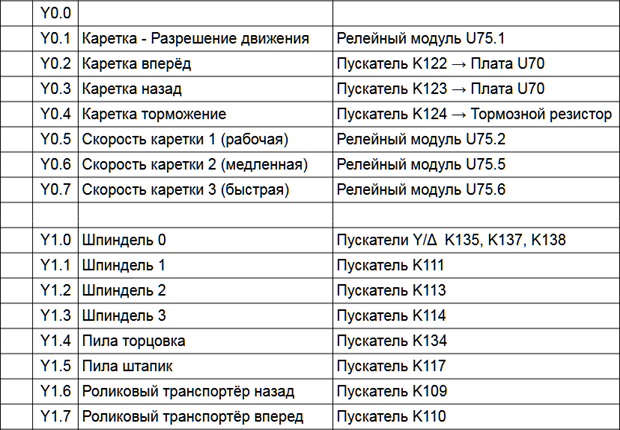 Y0.0
Y0.1 Каретка - Разрешение движения Релейный модуль U75.1
Y0.2 Каретка вперёд Пускатель K122 → Плата U70
Y0.3 Каретка назад Пускатель K123 → Плата U70
Y0.4 Каретка торможение Пускатель K124 → Тормозной резистор
Y0.5 Скорость каретки 1 (рабочая) Релейный модуль U75.2
Y0.6 Скорость каретки 2 (медленная) Релейный модуль U75.5
Y0.7 Скорость каретки 3 (быстрая) Релейный модуль U75.6
Y1.0 Шпиндель 0 Пускатели Y/Δ K135, K137, K138
Y1.1 Шпиндель 1 Пускатель K111
Y1.2 Шпиндель 2 Пускатель K113
Y1.3 Шпиндель 3 Пускатель K114
Y1.4 Пила торцовка Пускатель K134
Y1.5 Пила штапик Пускатель K117
Y1.6 Роликовый транспортёр назад Пускатель K109
Y1.7 Роликовый транспортёр вперед Пускатель K110